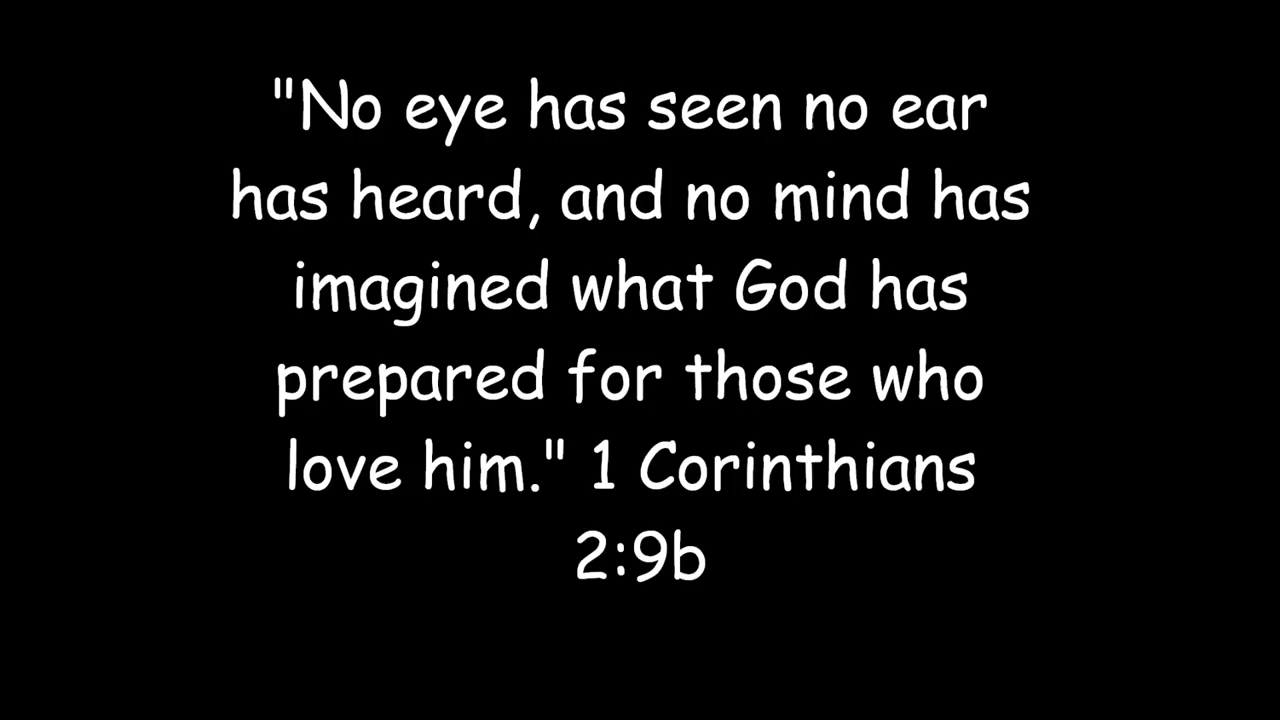 "No eye has seen no ear
has heard, and no mind has
imagined what God has
prepared for those who
love him." 1 Corinthians
2:9b